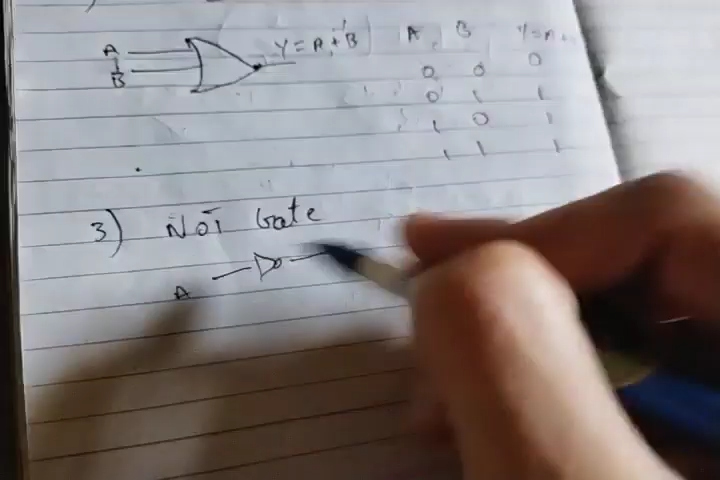 )
A Y=A+B A B Y=A+
B 0 0 0
0 1 1
1 0 1
1 1 1
3) NOT Gate
A